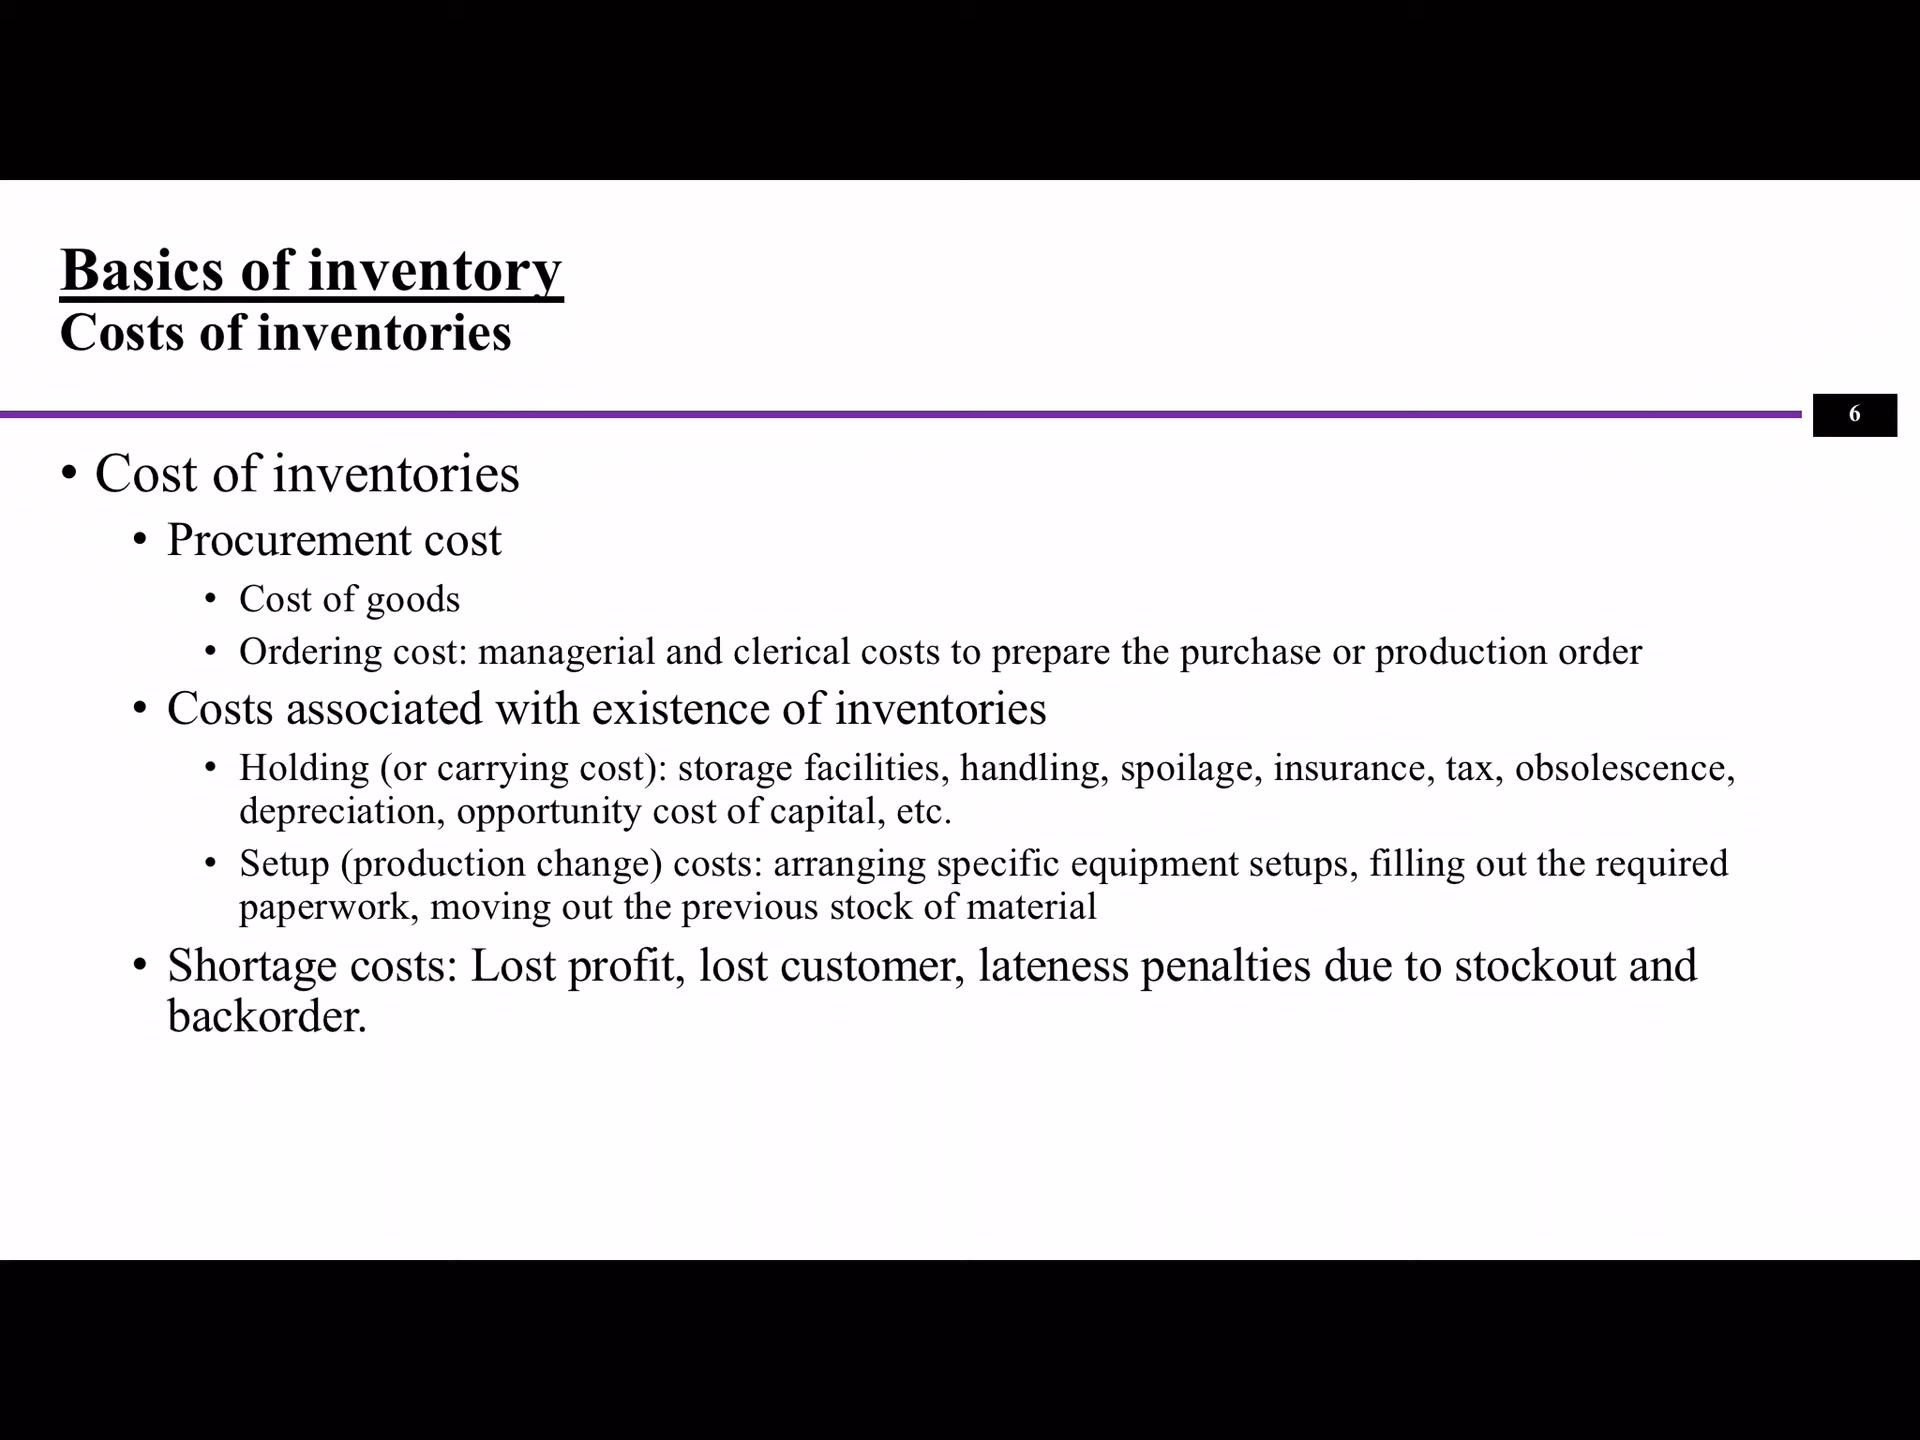 Basics of inventory
Costs of inventories
6
• Cost of inventories
• Procurement cost
• Cost of goods
• Ordering cost: managerial and clerical costs to prepare the purchase or production order
• Costs associated with existence of inventories
• Holding (or carrying cost): storage facilities, handling, spoilage, insurance, tax, obsolescence,
depreciation, opportunity cost of capital, etc.
• Setup (production change) costs: arranging specific equipment setups, filling out the required
paperwork, moving out the previous stock of material
• Shortage costs: Lost profit, lost customer, lateness penalties due to stockout and
backorder.